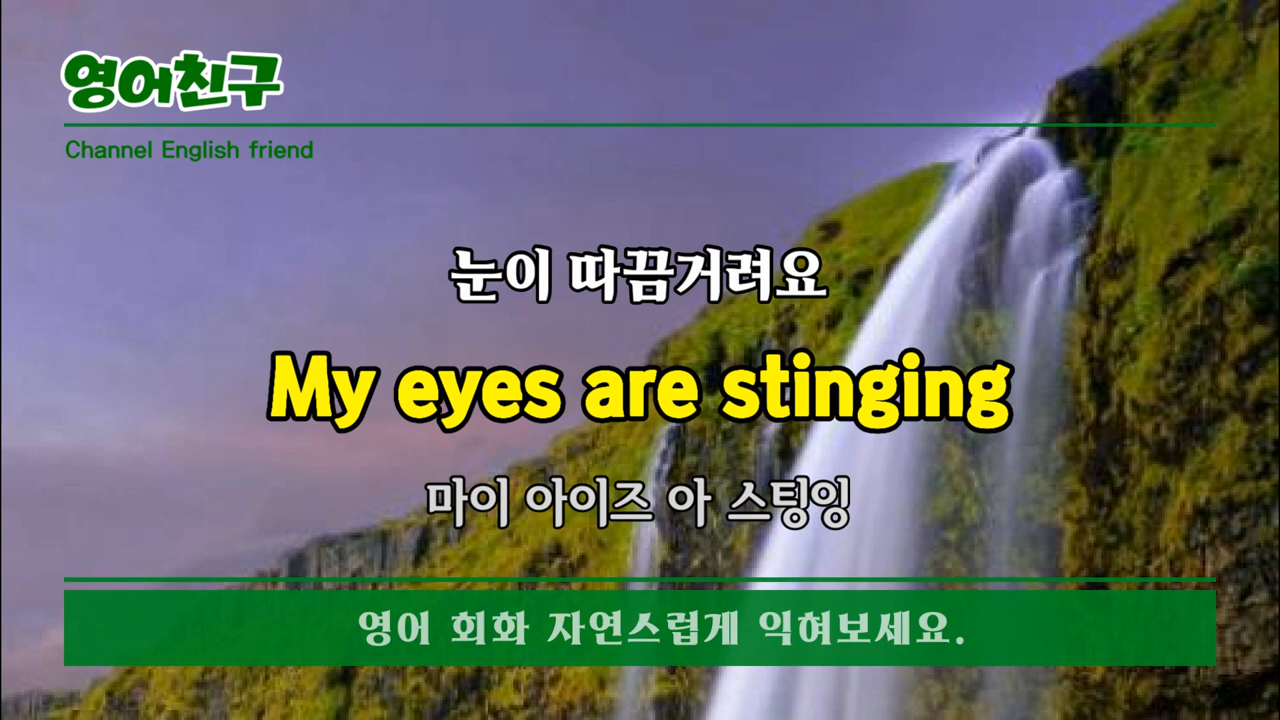 영어친구
Channel English friend
눈이 따끔거려요
My eyes are stinging
마이 아이즈 아 스팅잉
영어 회화 자연스럽게 익혀보세요.